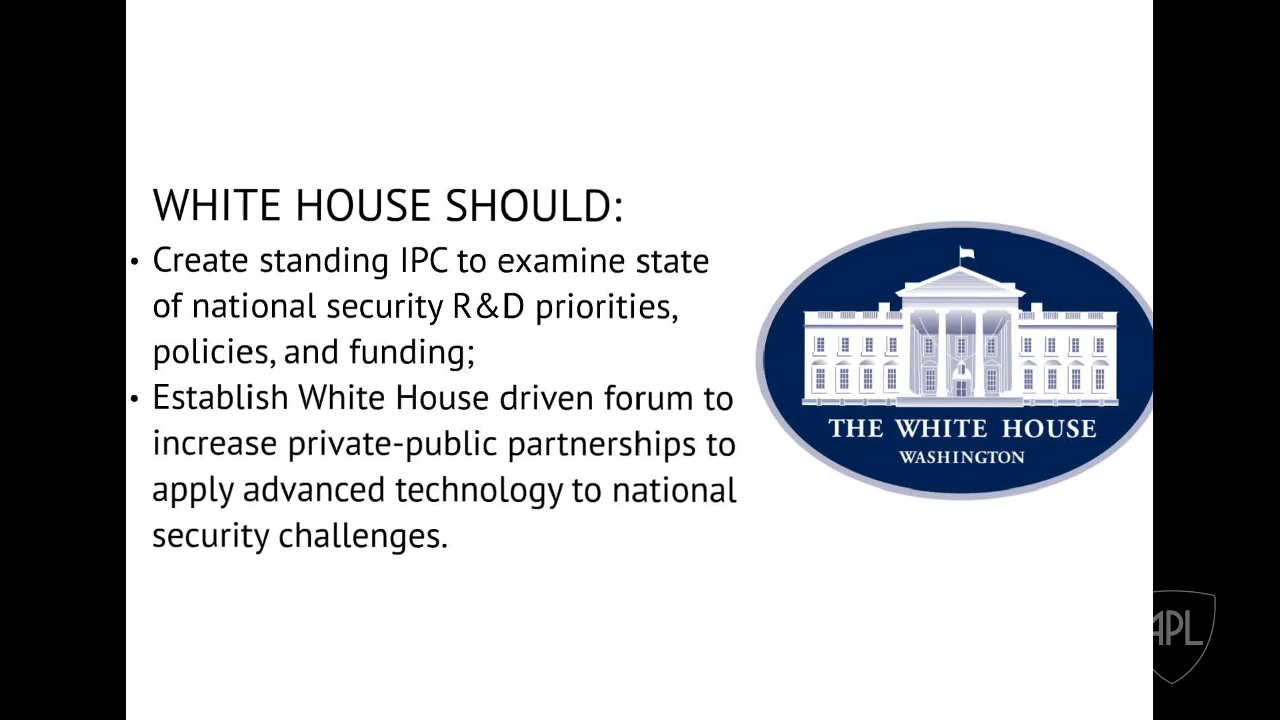 WHITE HOUSE SHOULD:
• Create standing IPC to examine state
of national security R&D priorities,
policies, and funding;
• Establish White House driven forum to
increase private-public partnerships to
apply advanced technology to national
security challenges.
THE WHITE HOUSE
WASHINGTON
APL